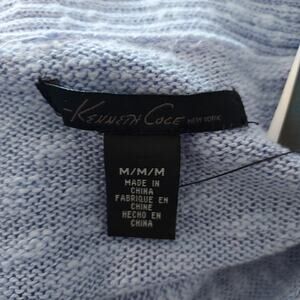 KENNETH COLE NEW YORK
M/M/M
MADE IN
CHINA
FABRIQUE EN
CHINE
HECHO EN
CHINA